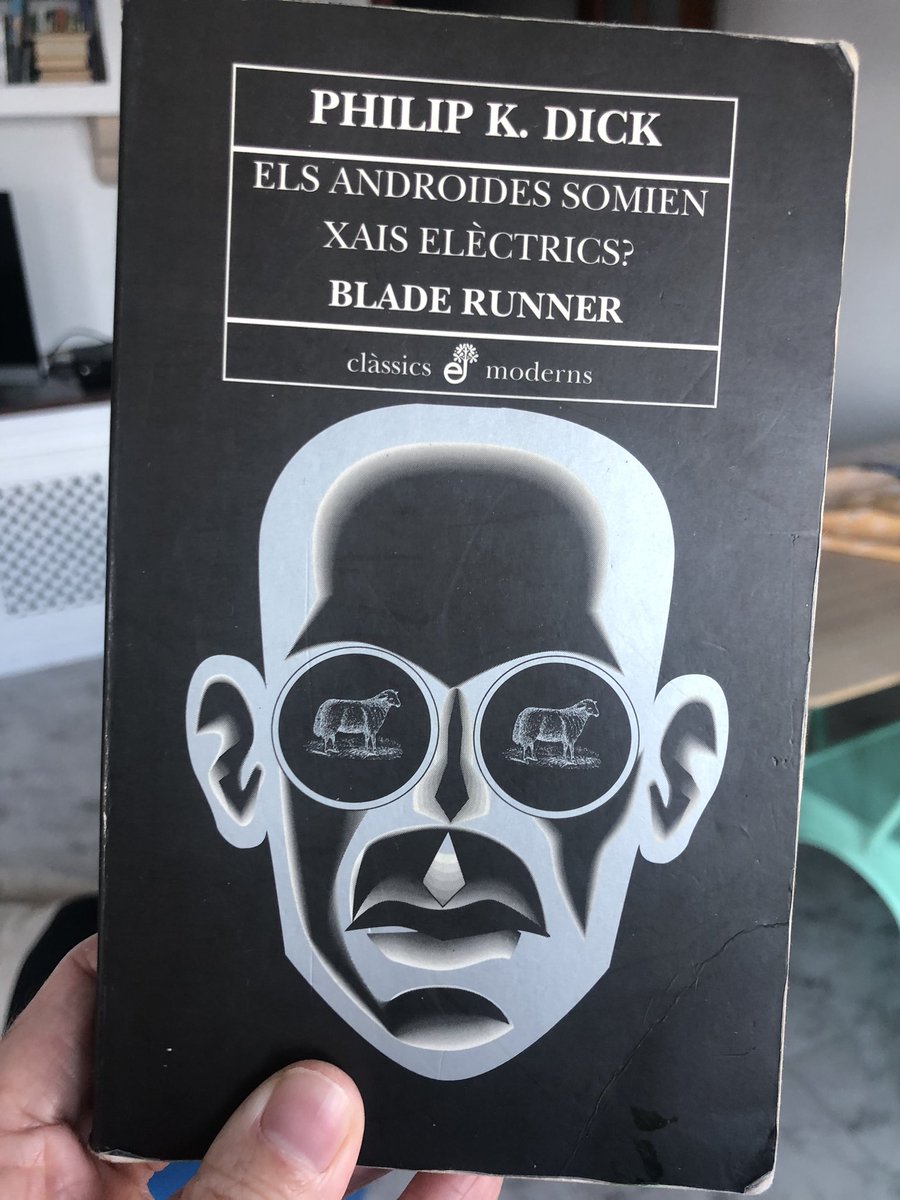 PHILIP K. DICK
ELS ANDROIDES SOMIEN
XAIS ELÈCTRICS?
BLADE RUNNER
clàssics e moderns